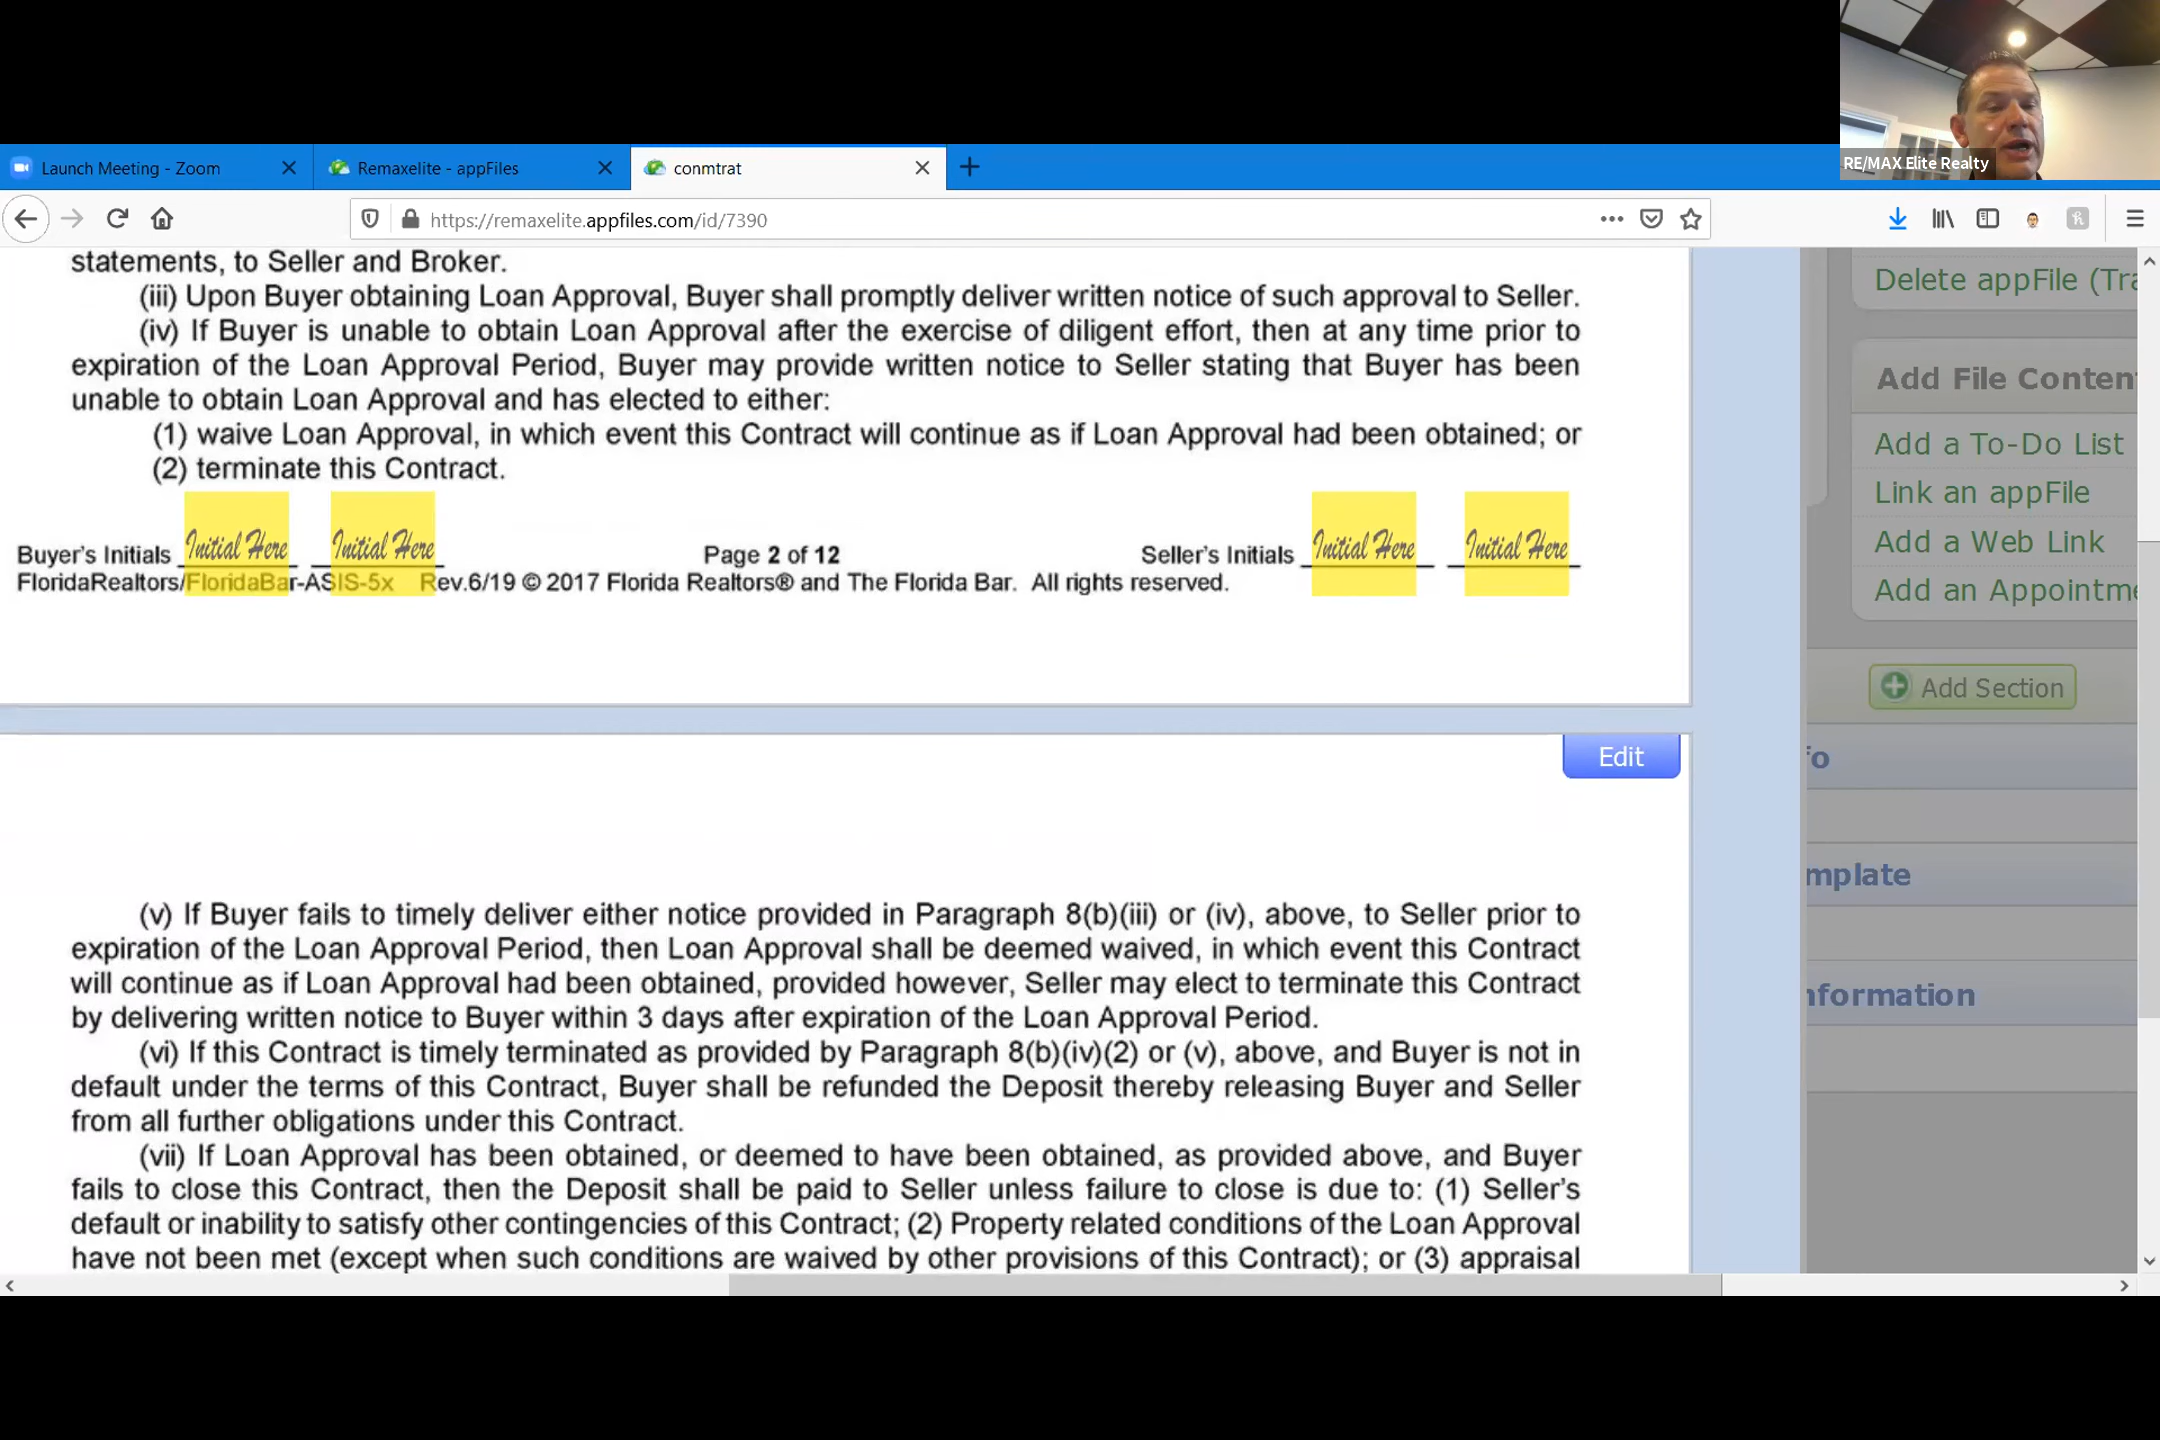 RE/MAX Elite Realty
Launch Meeting - Zoom
Remaxelite - appFiles
conmtrat
https://remaxelite.appfiles.com/id/7390
statements, to Seller and Broker.
(iii) Upon Buyer obtaining Loan Approval, Buyer shall promptly deliver written notice of such approval to Seller.
(iv) If Buyer is unable to obtain Loan Approval after the exercise of diligent effort, then at any time prior to
expiration of the Loan Approval Period, Buyer may provide written notice to Seller stating that Buyer has been
unable to obtain Loan Approval and has elected to either:
(1) waive Loan Approval, in which event this Contract will continue as if Loan Approval had been obtained; or
(2) terminate this Contract.
Buyer's Initials Initial Here Initial Here Page 2 of 12 Seller's Initials Initial Here Initial Here
FloridaRealtors/FloridaBar-ASIS-5x Rev.6/19 © 2017 Florida Realtors® and The Florida Bar. All rights reserved.
Edit
(v) If Buyer fails to timely deliver either notice provided in Paragraph 8(b)(iii) or (iv), above, to Seller prior to
expiration of the Loan Approval Period, then Loan Approval shall be deemed waived, in which event this Contract
will continue as if Loan Approval had been obtained, provided however, Seller may elect to terminate this Contract
by delivering written notice to Buyer within 3 days after expiration of the Loan Approval Period.
(vi) If this Contract is timely terminated as provided by Paragraph 8(b)(iv)(2) or (v), above, and Buyer is not in
default under the terms of this Contract, Buyer shall be refunded the Deposit thereby releasing Buyer and Seller
from all further obligations under this Contract.
(vii) If Loan Approval has been obtained, or deemed to have been obtained, as provided above, and Buyer
fails to close this Contract, then the Deposit shall be paid to Seller unless failure to close is due to: (1) Seller's
default or inability to satisfy other contingencies of this Contract; (2) Property related conditions of the Loan Approval
have not been met (except when such conditions are waived by other provisions of this Contract); or (3) appraisal
Delete appFile (Tra
Add File Conten
Add a To-Do List
Link an appFile
Add a Web Link
Add an Appointme
Add Section
fo
mplate
nformation